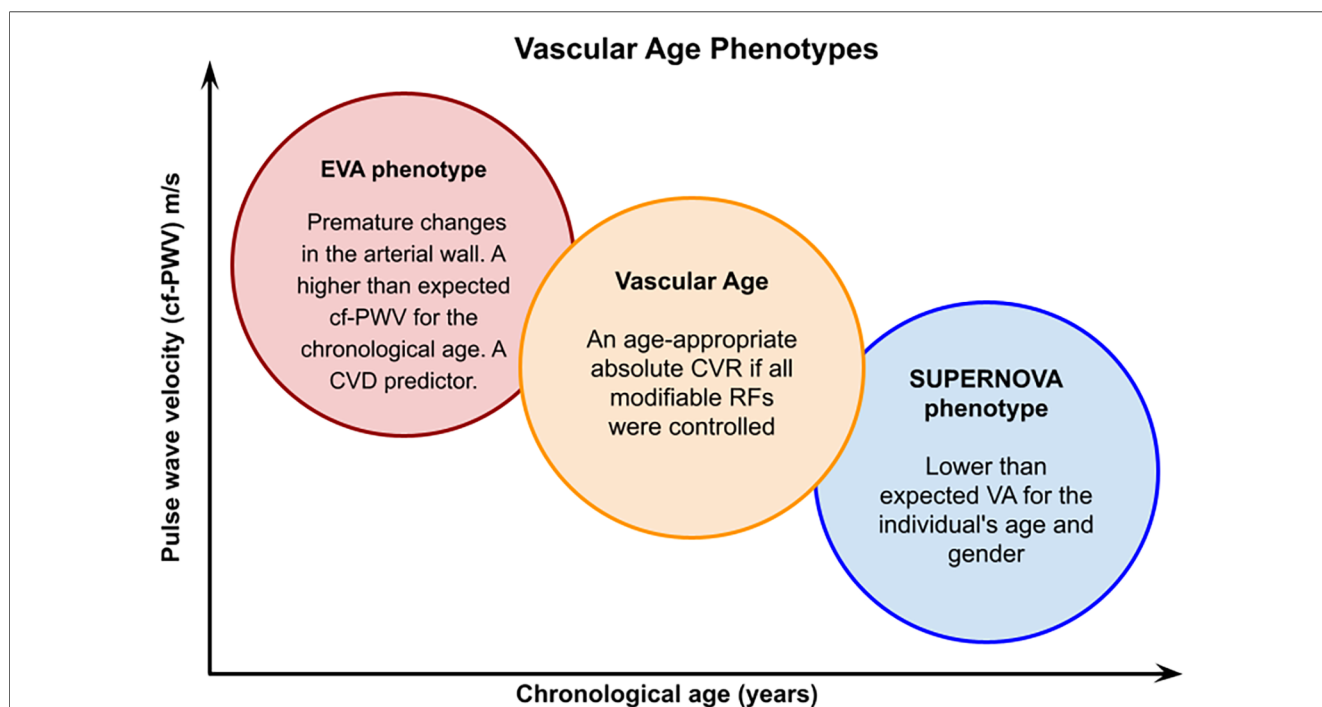 Vascular Age Phenotypes
Pulse wave velocity (cf-PWV) m/s
EVA phenotype
Premature changes
in the arterial wall. A
higher than expected
cf-PWV for the
chronological age. A
CVD predictor.
Vascular Age
An age-appropriate
absolute CVR if all
modifiable RFs
were controlled
SUPERNOVA
phenotype
Lower than
expected VA for the
individual's age and
gender
Chronological age (years)